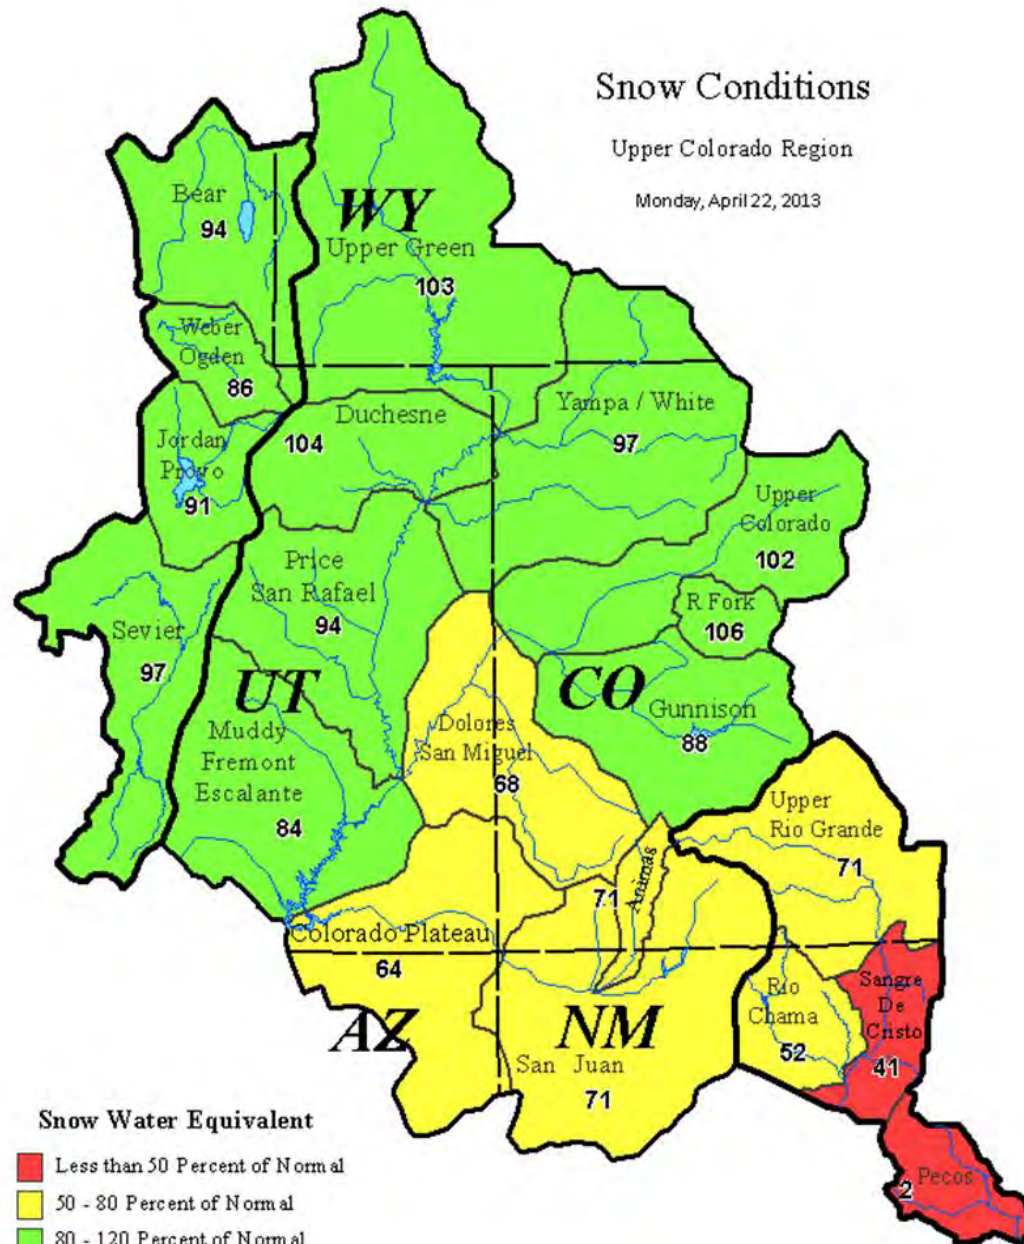 Snow Conditions
Upper Colorado Region
Monday, April 22, 2013
Bear
94
WY
Upper Green
103
Weber
Ogden
86
Duchesne
104
Yampa / White
97
Jordan
Provo
91
Upper
Colorado
102
Price
San Rafael
94
R Fork
106
Sevier
97
UT
CO
Gunnison
88
Muddy
Fremont
Escalante
84
Dolores
San Miguel
68
Upper
Rio Grande
71
Animas
71
Colorado Plateau
64
AZ
NM
San Juan
71
Rio
Chama
52
Sangre
De
Cristo
41
Pecos
2
Snow Water Equivalent
Less than 50 Percent of Normal
50 - 80 Percent of Normal
80 - 120 Percent of Normal